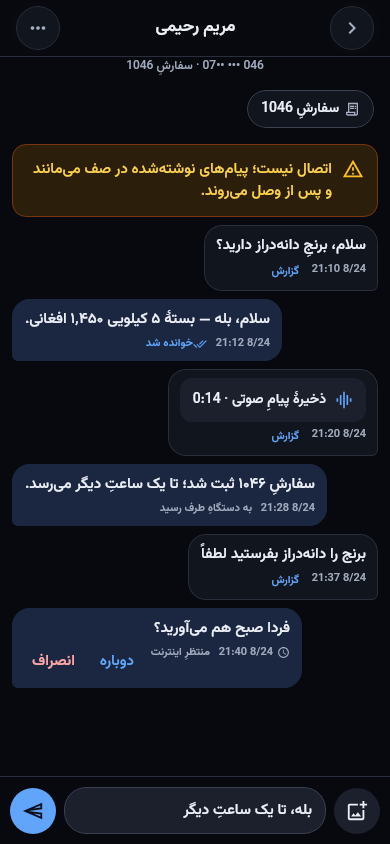 مریم رحیمی
046 ••• ••07 · سفارشِ 1046
سفارشِ 1046
اتصال نیست؛ پیام‌های نوشته‌شده در صف می‌مانند
و پس از وصل می‌روند.
سلام، برنجِ دانه‌دراز دارید؟
21:10 8/24 گزارش
سلام، بله — بستهٔ ۵ کیلویی ۱,۴۵۰ افغانی.
21:12 8/24 خوانده شد
ذخیرهٔ پیامِ صوتی · 0:14
21:20 8/24 گزارش
سفارشِ ۱۰۴۶ ثبت شد؛ تا یک ساعتِ دیگر می‌رسد.
21:28 8/24 به دستگاهِ طرف رسید
برنج را دانه‌دراز بفرستید لطفاً
21:37 8/24 گزارش
فردا صبح هم می‌آورید؟
21:40 8/24 منتظرِ اینترنت دوباره انصراف
بله، تا یک ساعتِ دیگر